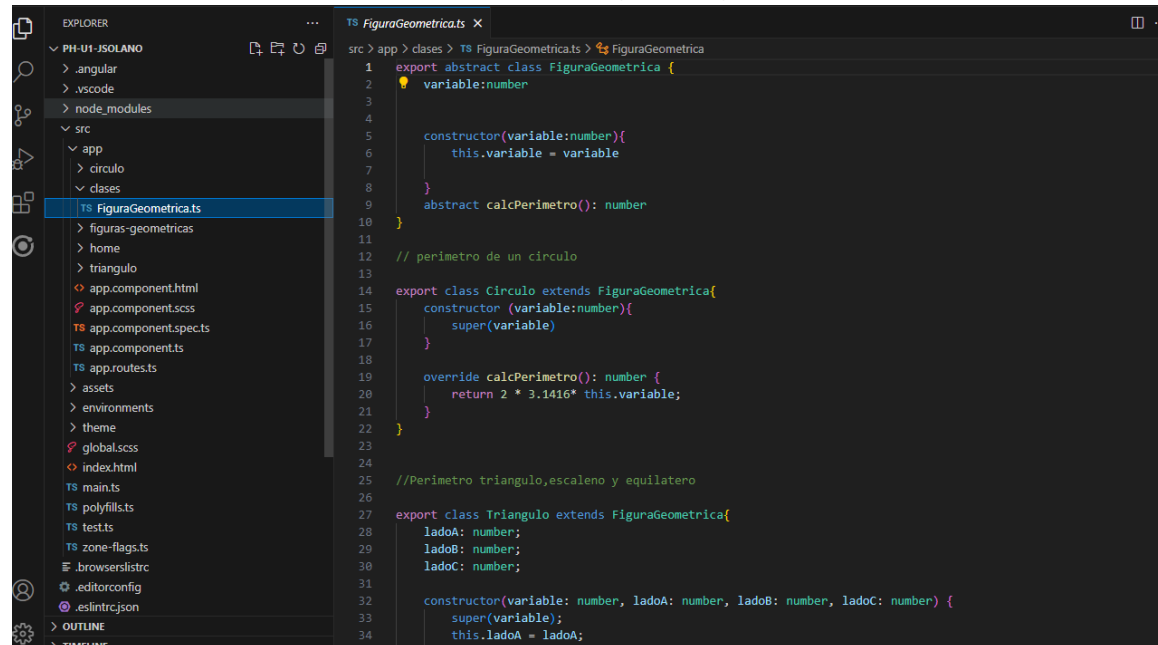 EXPLORER
···
PH-U1-JSOLANO
.angular
.vscode
node_modules
src
app
circulo
clases
TS FiguraGeometrica.ts
figuras-geometricas
home
triangulo
<> app.component.html
app.component.scss
TS app.component.spec.ts
TS app.component.ts
TS app.routes.ts
assets
environments
theme
global.scss
<> index.html
TS main.ts
TS polyfills.ts
TS test.ts
TS zone-flags.ts
.browserslistrc
.editorconfig
.eslintrc.json
OUTLINE
TIMELINE
TS FiguraGeometrica.ts
src > app > clases > TS FiguraGeometrica.ts > FiguraGeometrica
1 export abstract class FiguraGeometrica {
2 variable:number
3
4
5 constructor(variable:number){
6 this.variable = variable
7
8 }
9 abstract calcPerimetro(): number
10 }
11
12 // perimetro de un circulo
13
14 export class Circulo extends FiguraGeometrica{
15 constructor (variable:number){
16 super(variable)
17 }
18
19 override calcPerimetro(): number {
20 return 2 * 3.1416* this.variable;
21 }
22 }
23
24
25 //Perimetro triangulo,escaleno y equilatero
26
27 export class Triangulo extends FiguraGeometrica{
28 ladoA: number;
29 ladoB: number;
30 ladoC: number;
31
32 constructor(variable: number, ladoA: number, ladoB: number, ladoC: number) {
33 super(variable);
34 this.ladoA = ladoA;